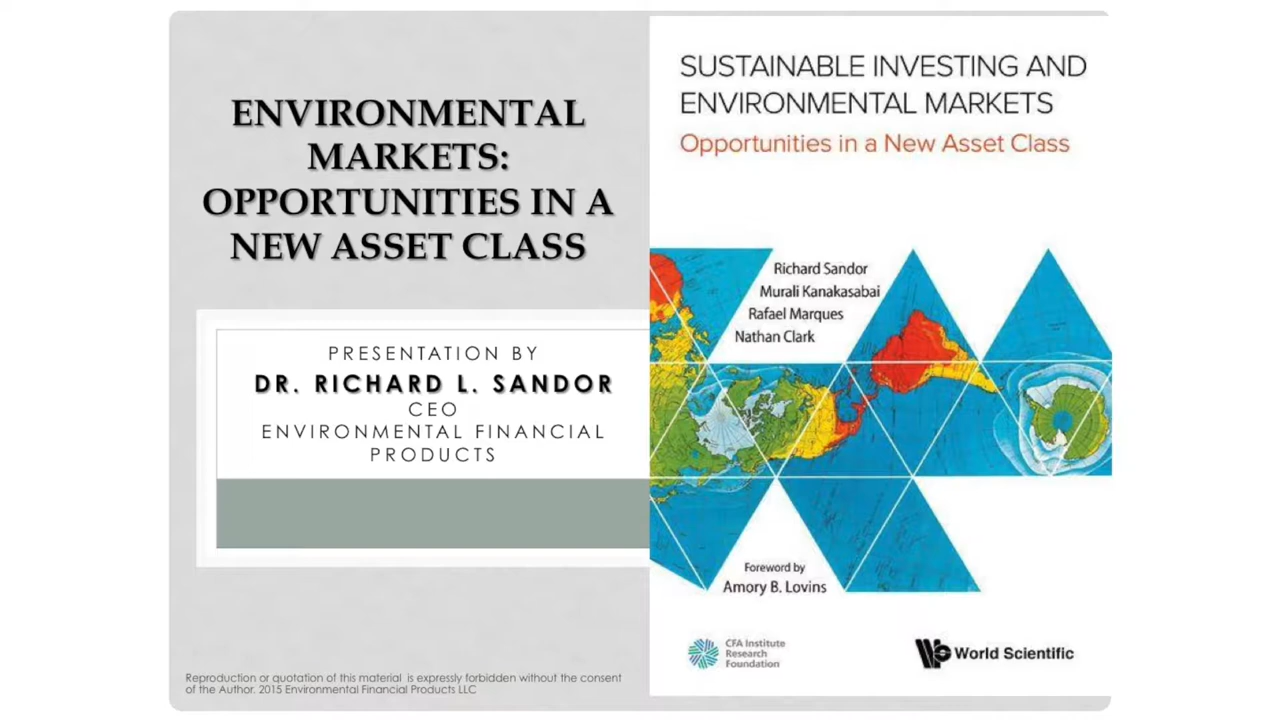 ENVIRONMENTAL
MARKETS:
OPPORTUNITIES IN A
NEW ASSET CLASS
PRESENTATION BY
DR. RICHARD L. SANDOR
CEO
ENVIRONMENTAL FINANCIAL
PRODUCTS
Reproduction or quotation of this material is expressly forbidden without the consent
of the Author. 2015 Environmental Financial Products LLC
SUSTAINABLE INVESTING AND
ENVIRONMENTAL MARKETS
Opportunities in a New Asset Class
Richard Sandor
Murali Kanakasabai
Rafael Marques
Nathan Clark
Foreword by
Amory B. Lovins
CFA Institute
Research
Foundation
World Scientific